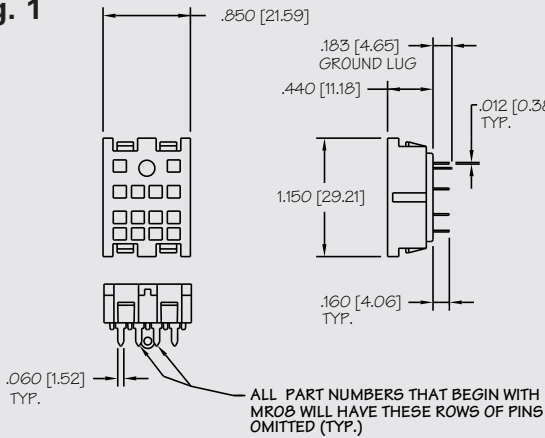 g. 1
.850 [21.59]
.183 [4.65]
GROUND LUG
.440 [11.18]
.012 [0.38
TYP.
1.150 [29.21]
.160 [4.06]
TYP.
.060 [1.52]
TYP.
ALL PART NUMBERS THAT BEGIN WITH
MR08 WILL HAVE THESE ROWS OF PINS
OMITTED (TYP.)